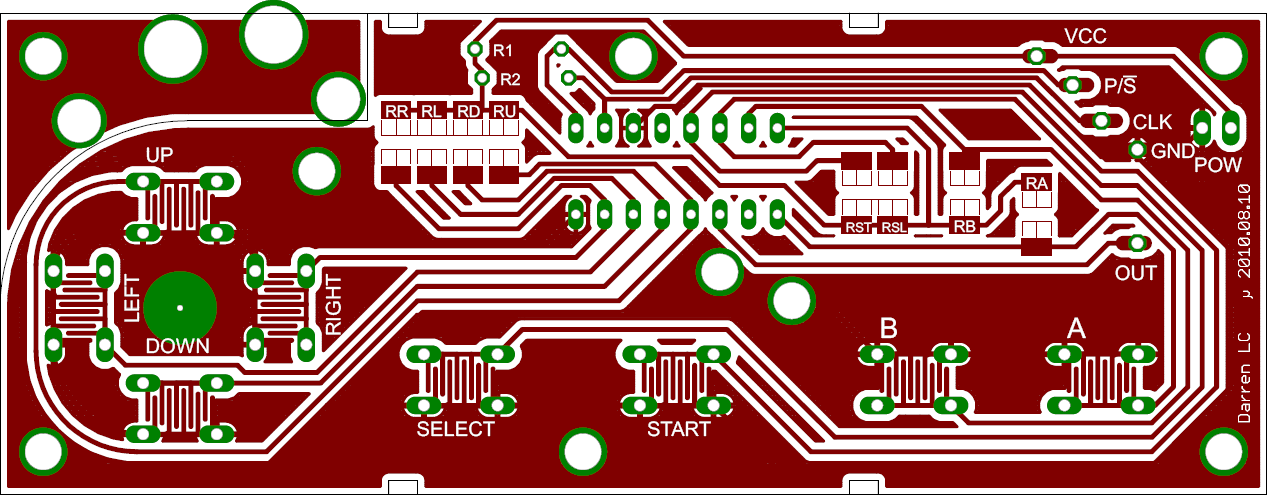 VCC
R1
R2
P/S̅
RR RL RD RU
CLK
GND
POW
UP
RA
RST RSL RB
LEFT
RIGHT
OUT
DOWN
B
A
SELECT
START
Darren LC µ 2010.08.10